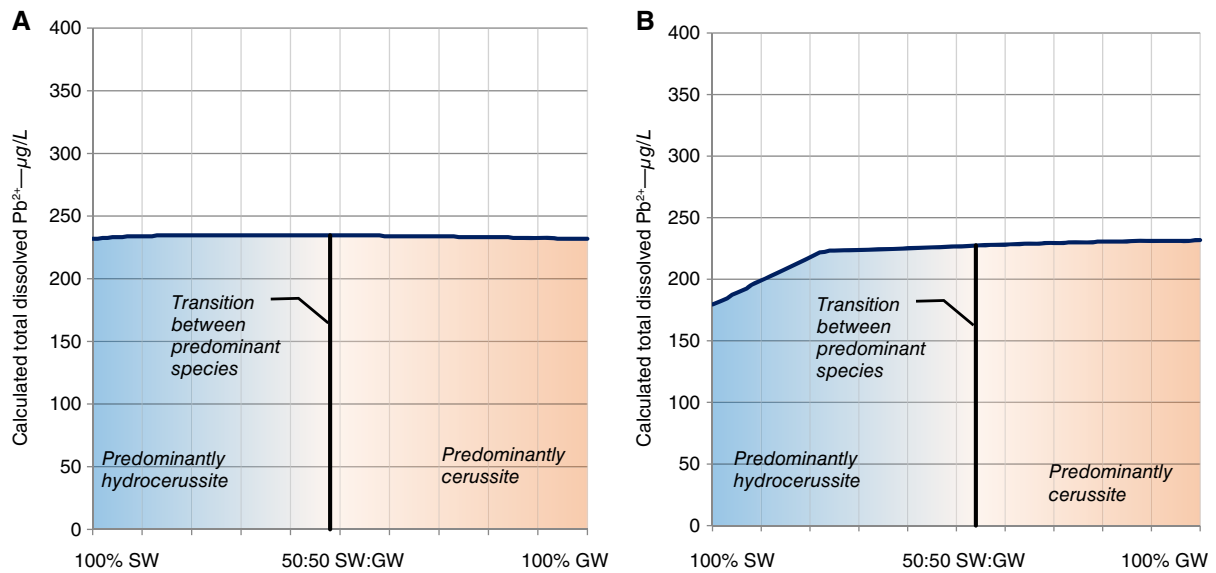 A
Calculated total dissolved Pb²⁺—µg/L
400
350
300
250
200
150
100
50
0
Transition
between
predominant
species
Predominantly
hydrocerussite
Predominantly
cerussite
100% SW
50:50 SW:GW
100% GW
B
Calculated total dissolved Pb²⁺—µg/L
400
350
300
250
200
150
100
50
0
Transition
between
predominant
species
Predominantly
hydrocerussite
Predominantly
cerussite
100% SW
50:50 SW:GW
100% GW